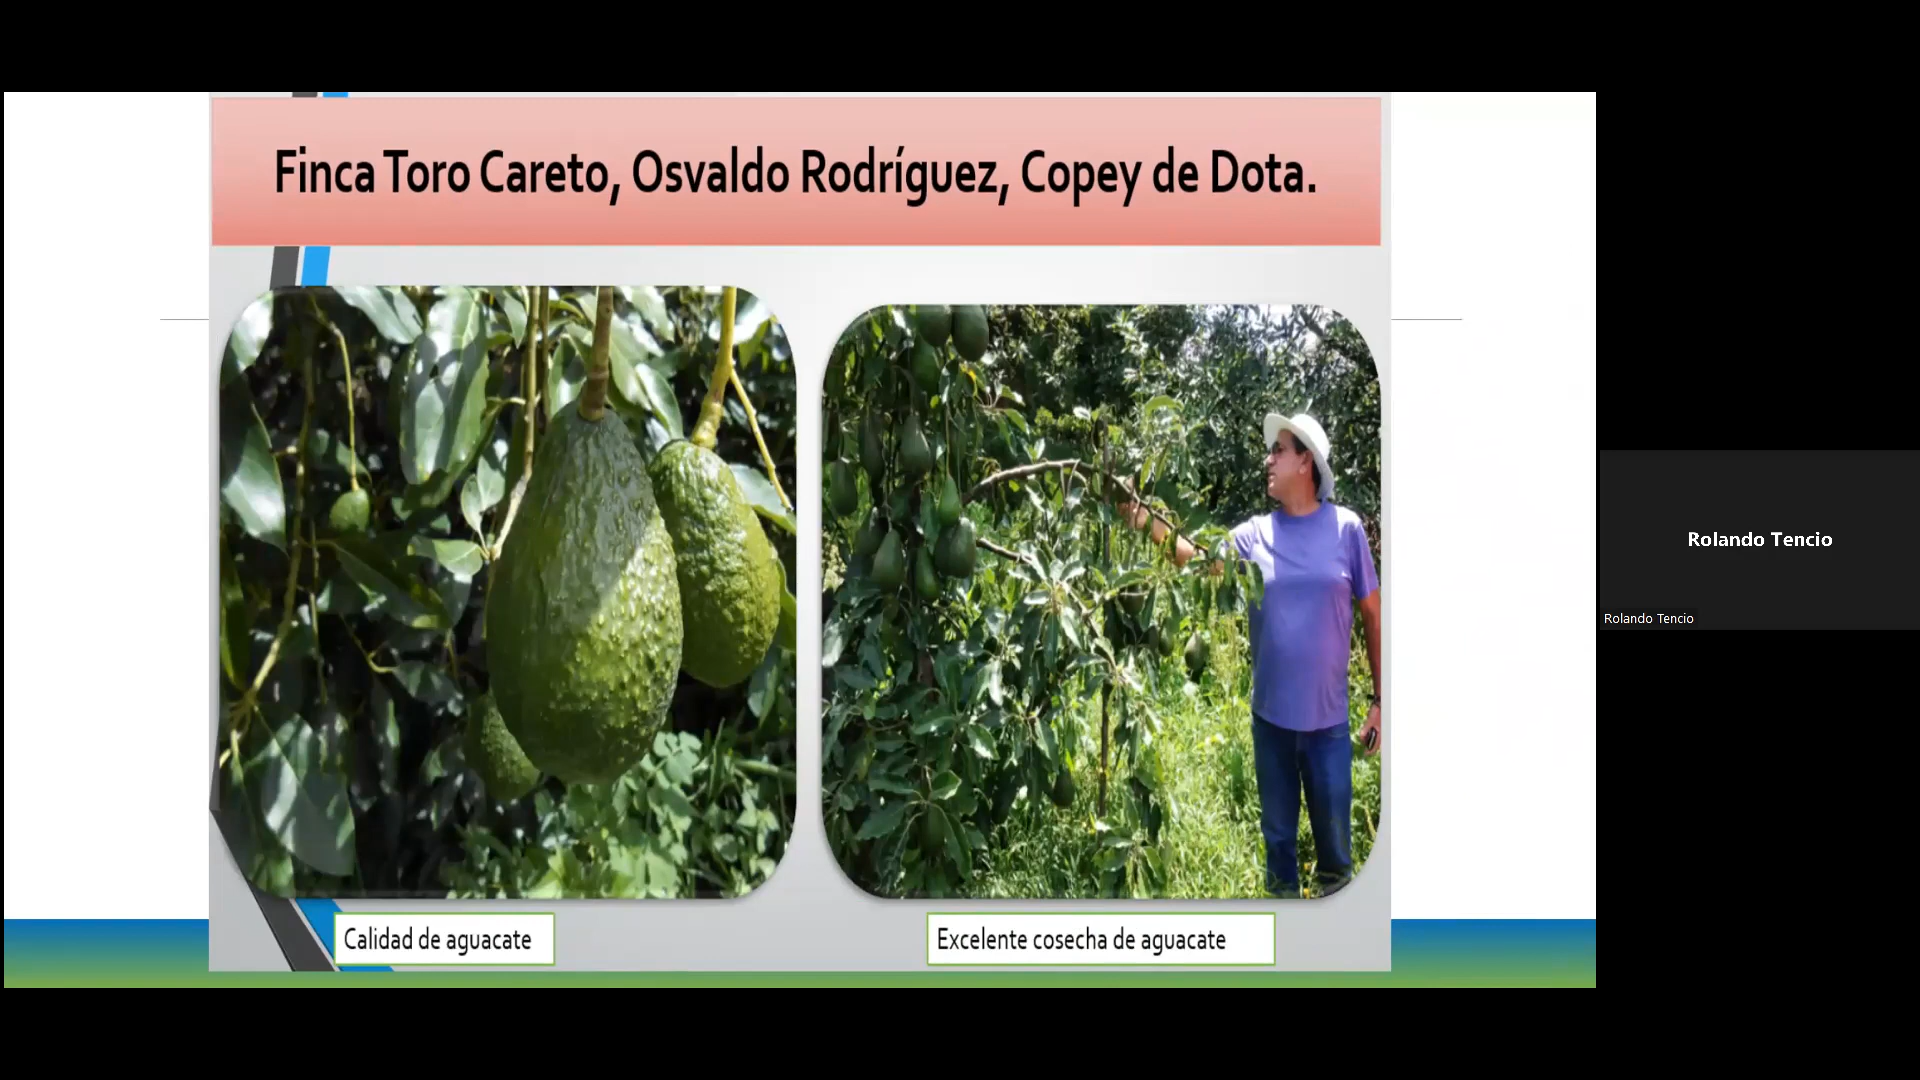 Finca Toro Careto, Osvaldo Rodríguez, Copey de Dota.
Calidad de aguacate
Excelente cosecha de aguacate
Rolando Tencio
Rolando Tencio